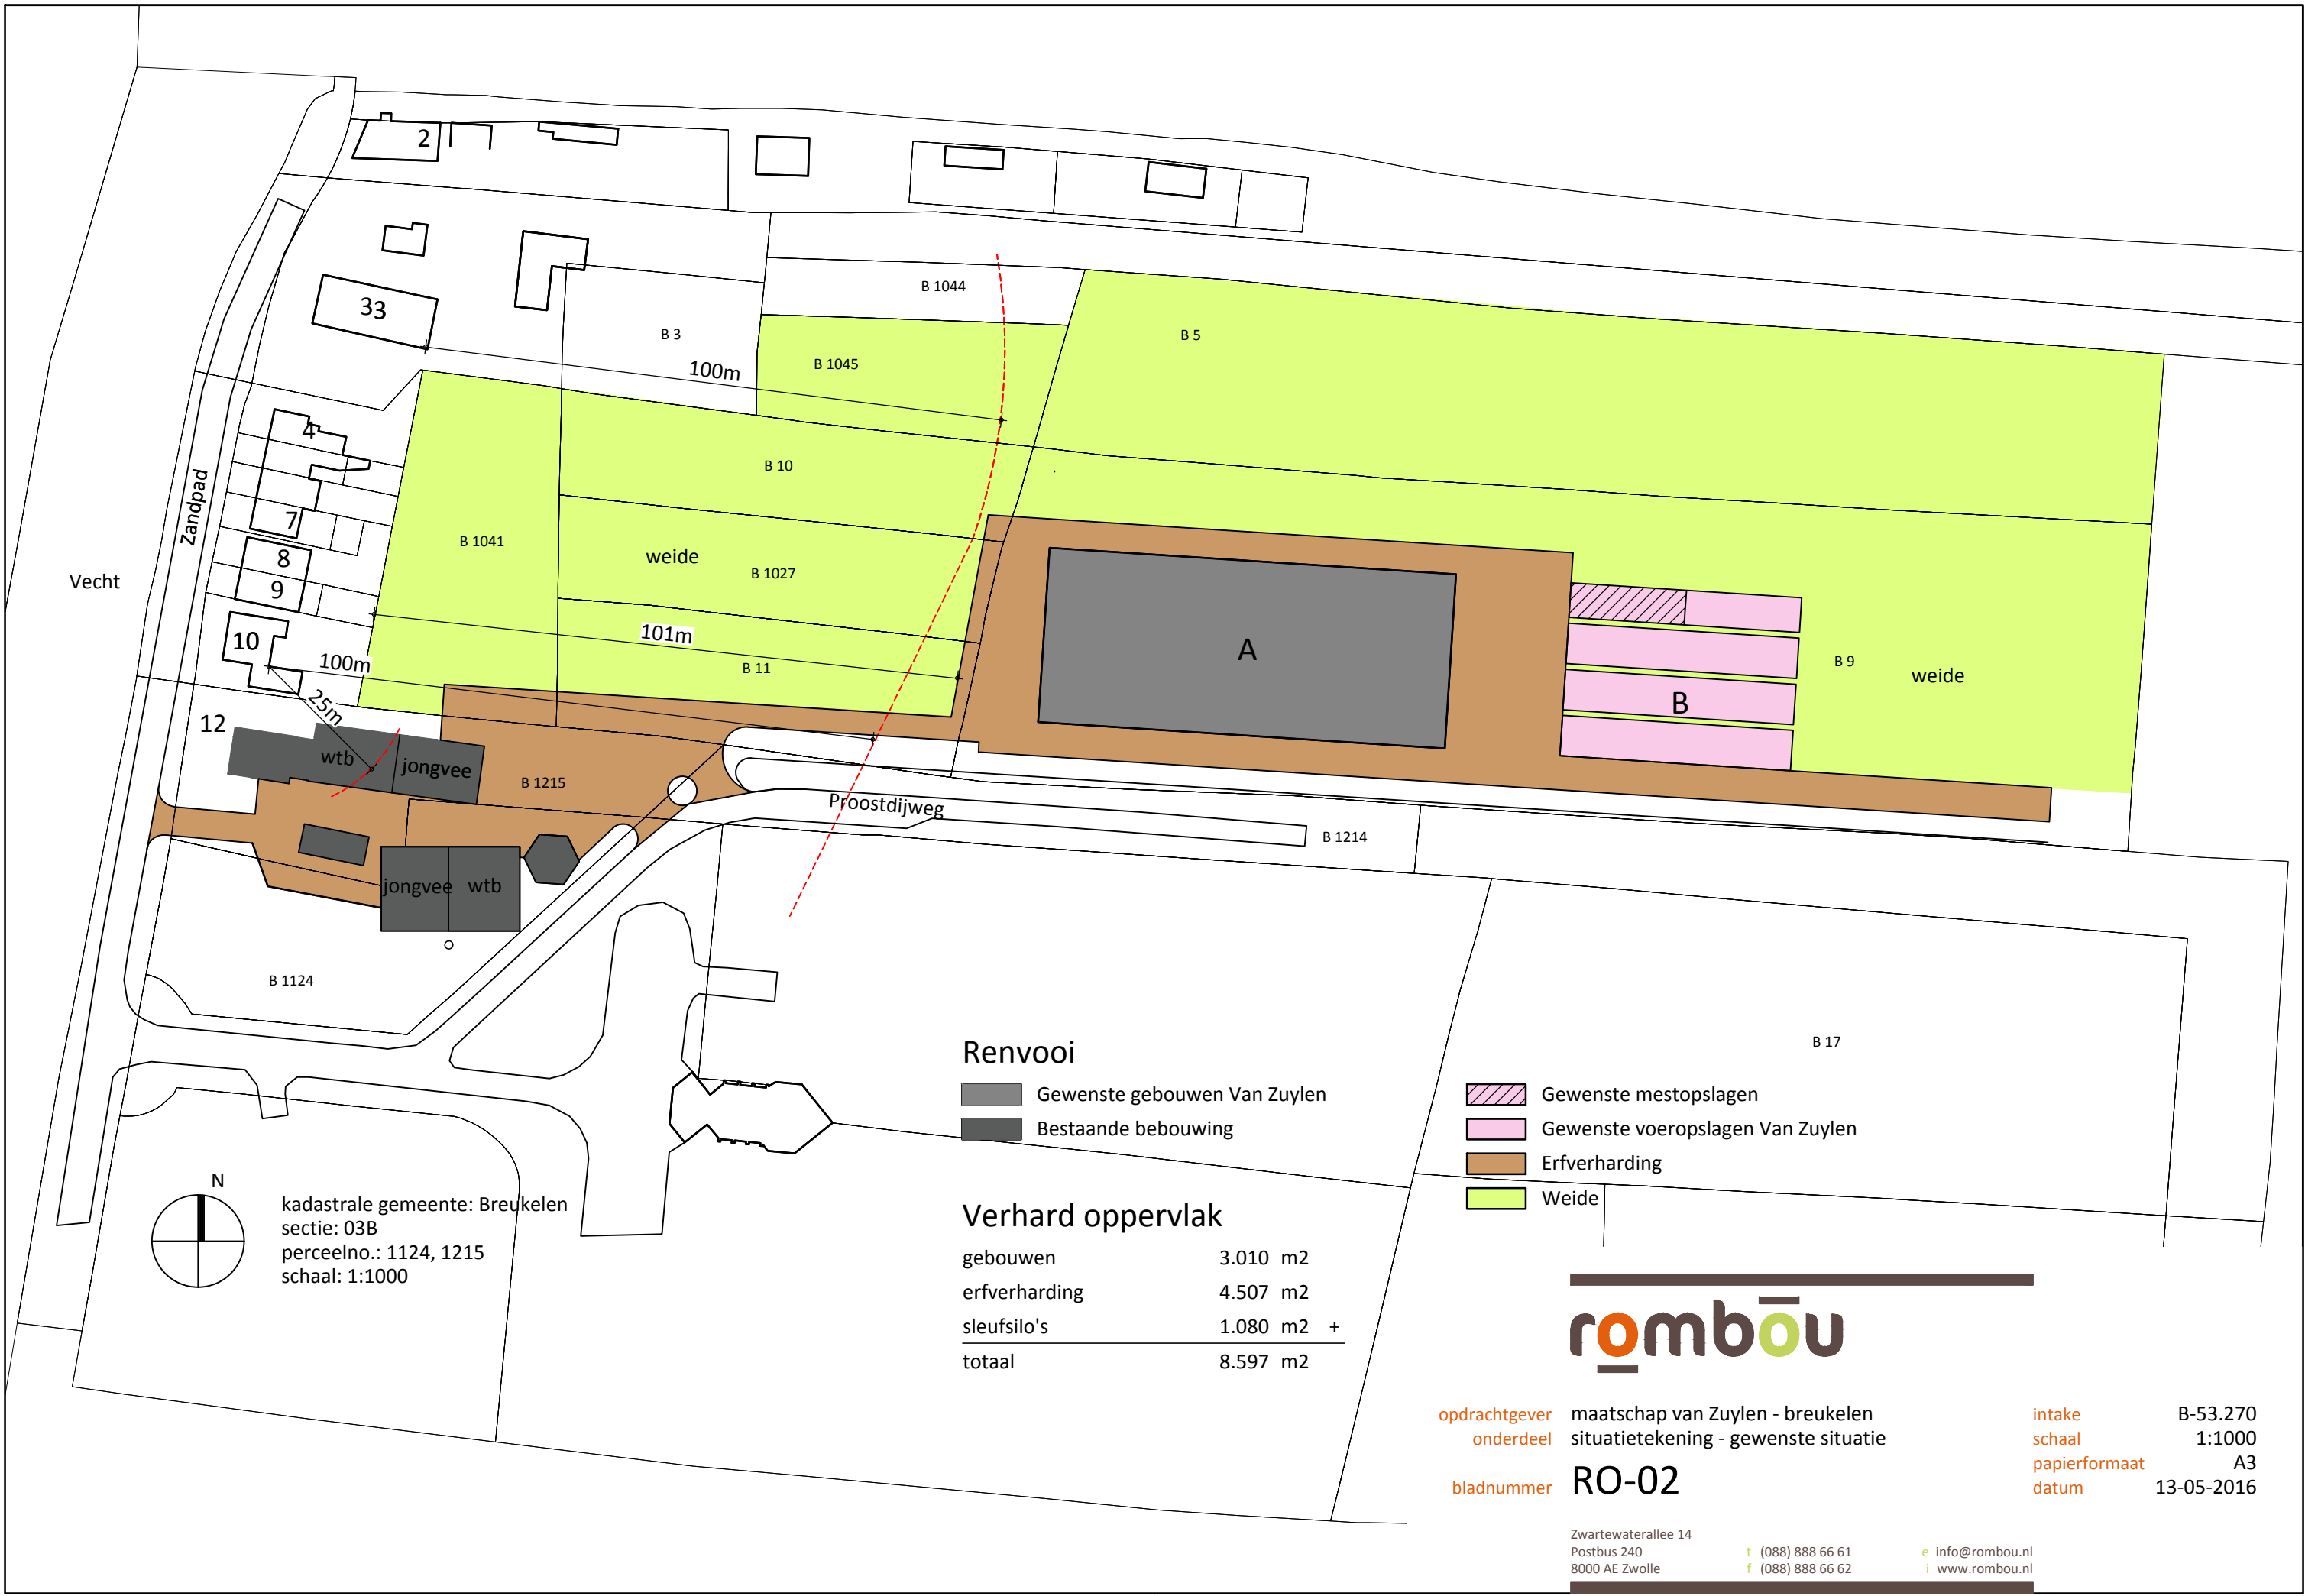 2
33
B 1044
B 3
B 5
B 1045
100m
4
B 10
Zandpad
7
B 1041
weide
8
B 1027
Vecht
9
10
101m
A
B 9
weide
100m
B 11
25m
B
12
wtb
jongvee
B 1215
Proostdijweg
B 1214
jongvee
wtb
B 1124
B 17
Renvooi
Gewenste gebouwen Van Zuylen
Bestaande bebouwing
Gewenste mestopslagen
Gewenste voeropslagen Van Zuylen
Erfverharding
Weide
N
kadastrale gemeente: Breukelen
sectie: 03B
perceelno.: 1124, 1215
schaal: 1:1000
Verhard oppervlak
gebouwen 3.010 m2
erfverharding 4.507 m2
sleufsilo's 1.080 m2 +
totaal 8.597 m2
rombou
opdrachtgever maatschap van Zuylen - breukelen
onderdeel situatietekening - gewenste situatie
bladnummer RO-02
intake B-53.270
schaal 1:1000
papierformaat A3
datum 13-05-2016
Zwartewaterallee 14
Postbus 240 t (088) 888 66 61 e info@rombou.nl
8000 AE Zwolle f (088) 888 66 62 i www.rombou.nl